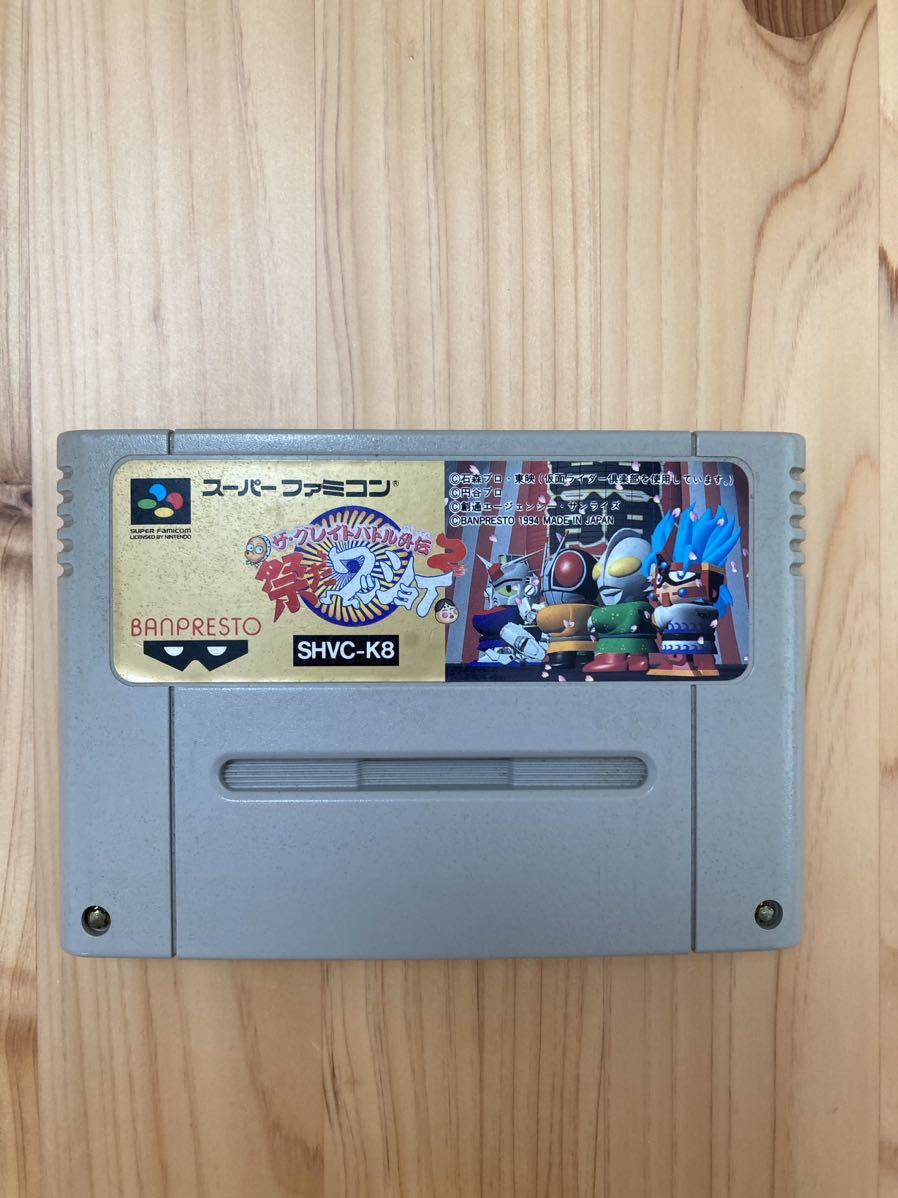 スーパーファミコン®
SUPER FAMICOM
LICENSED BY NINTENDO
ザ・グレイトバトル外伝2
祭だワッショイ
BANPRESTO
SHVC-K8
©石森プロ・東映(仮面ライダー倶楽部を使用しています。)
©円谷プロ
©創通エージェンシー・サンライズ
©BANPRESTO 1994 MADE IN JAPAN